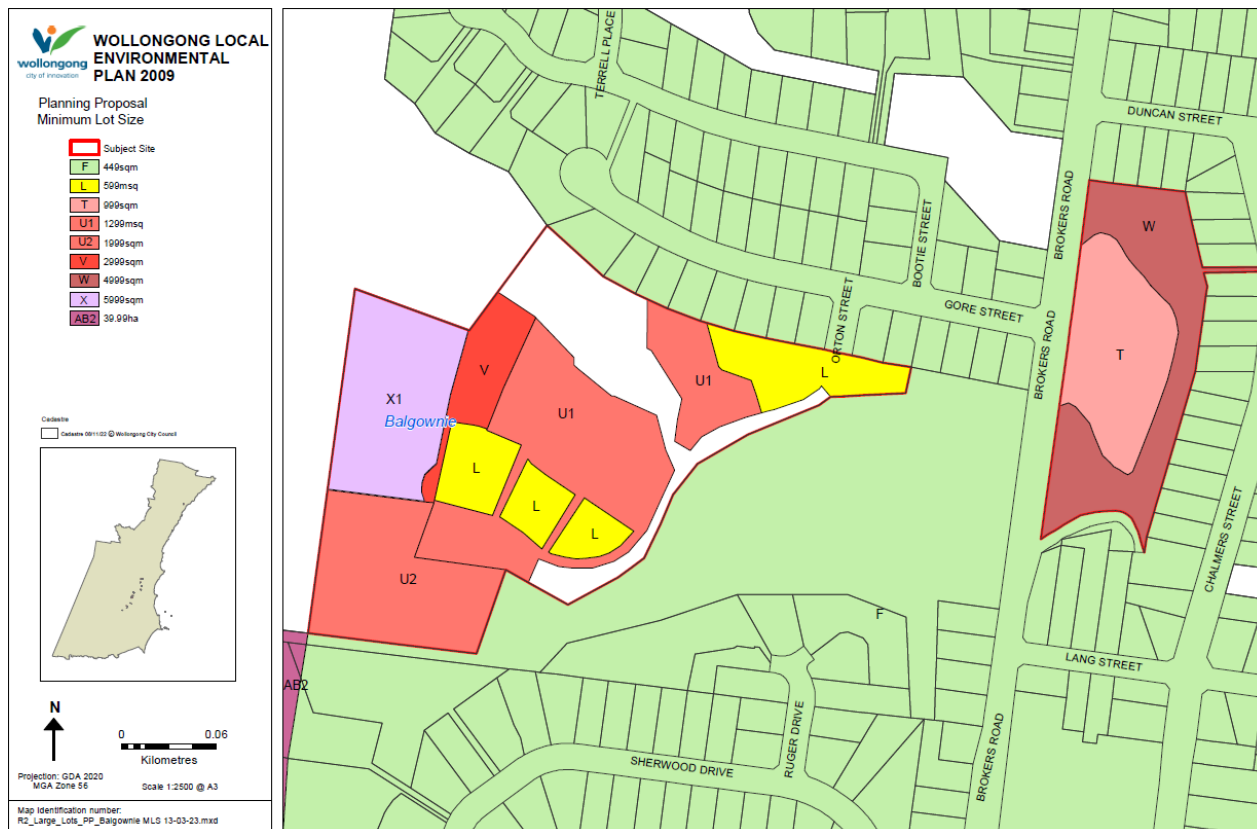 wollongong
city of innovation
WOLLONGONG LOCAL
ENVIRONMENTAL
PLAN 2009
Planning Proposal
Minimum Lot Size
Subject Site
F 449sqm
L 599msq
T 999sqm
U1 1299msq
U2 1999sqm
V 2999sqm
W 4999sqm
X 5999sqm
AB2 39.99ha
Cadastre
Cadastre 08/11/22 © Wollongong City Council
N
0 0.06
Kilometres
Projection: GDA 2020
MGA Zone 56
Scale 1:2500 @ A3
Map Identification number:
R2_Large_Lots_PP_Balgownie MLS 13-03-23.mxd
TERRELL PLACE
DUNCAN STREET
BROKERS ROAD
W
BOOTIE STREET
GORE STREET
ORTON STREET
BROKERS ROAD
T
V
U1
L
X1
Balgownie
U1
L
L
L
U2
F
CHALMERS STREET
LANG STREET
AB2
RUGER DRIVE
SHERWOOD DRIVE
BROKERS ROAD